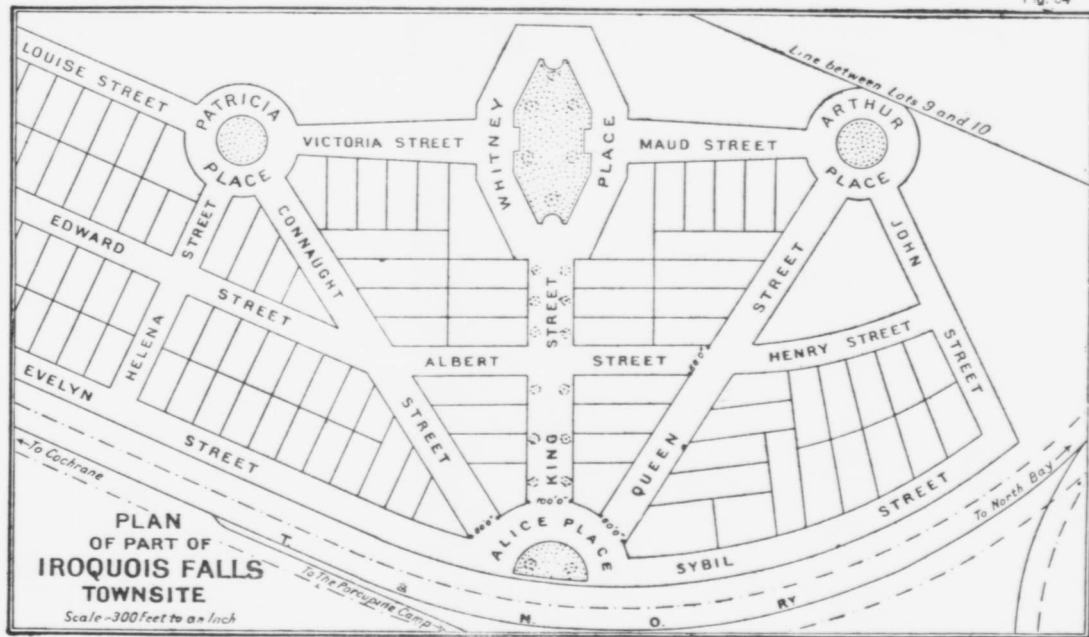 Fig. 34
LOUISE STREET
PATRICIA PLACE
VICTORIA STREET
WHITNEY PLACE
MAUD STREET
ARTHUR PLACE
Line between Lots 9 and 10
EDWARD STREET
HELENA STREET
CONNAUGHT STREET
KING STREET
ALBERT STREET
QUEEN STREET
JOHN STREET
HENRY STREET
EVELYN STREET
ALICE PLACE
100'0"
80'0"
SYBIL STREET
To Cochrane
To North Bay
To The Porcupine Camp
T. & N. O. RY
PLAN
OF PART OF
IROQUOIS FALLS
TOWNSITE
Scale ~ 300 Feet to an Inch